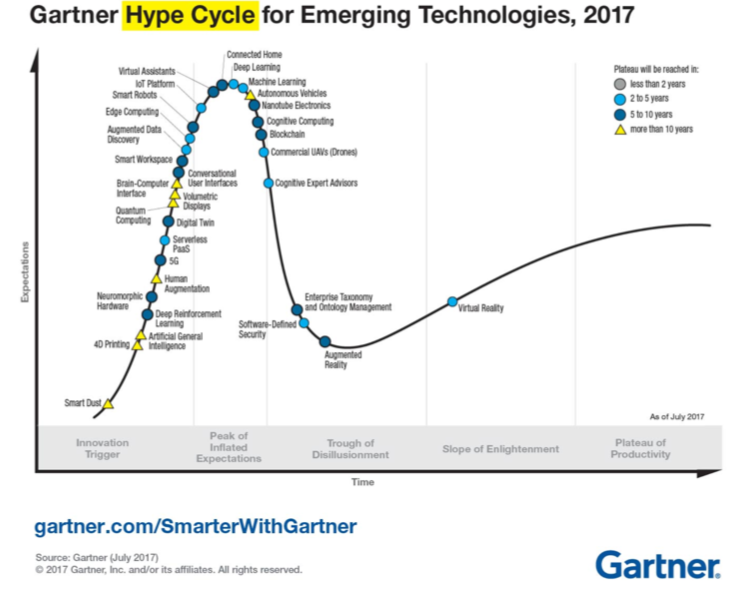 Gartner Hype Cycle for Emerging Technologies, 2017
Connected Home
Deep Learning
Virtual Assistants
IoT Platform
Machine Learning
Smart Robots
Autonomous Vehicles
Nanotube Electronics
Edge Computing
Cognitive Computing
Augmented Data
Discovery
Blockchain
Commercial UAVs (Drones)
Smart Workspace
Conversational
User Interfaces
Cognitive Expert Advisors
Brain-Computer
Interface
Volumetric
Displays
Quantum
Computing
Digital Twin
Serverless
PaaS
5G
Human
Augmentation
Neuromorphic
Hardware
Deep Reinforcement
Learning
Artificial General
Intelligence
4D Printing
Smart Dust
Enterprise Taxonomy
and Ontology Management
Software-Defined
Security
Augmented
Reality
Virtual Reality
Plateau will be reached in:
less than 2 years
2 to 5 years
5 to 10 years
more than 10 years
Expectations
As of July 2017
Innovation
Trigger
Peak of
Inflated
Expectations
Trough of
Disillusionment
Slope of Enlightenment
Plateau of
Productivity
Time
gartner.com/SmarterWithGartner
Source: Gartner (July 2017)
© 2017 Gartner, Inc. and/or its affiliates. All rights reserved.
Gartner.